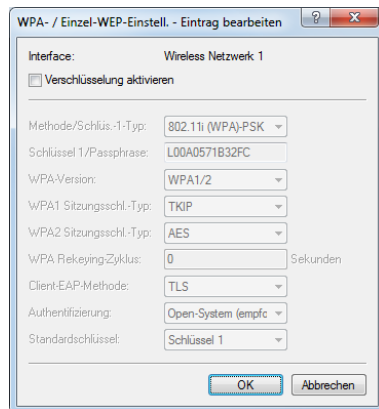 WPA- / Einzel-WEP-Einstell. - Eintrag bearbeiten
Interface: Wireless Netzwerk 1
Verschlüsselung aktivieren
Methode/Schlüs.-1-Typ: 802.11i (WPA)-PSK
Schlüssel 1/Passphrase: L00A0571B32FC
WPA-Version: WPA1/2
WPA1 Sitzungsschl.-Typ: TKIP
WPA2 Sitzungsschl.-Typ: AES
WPA Rekeying-Zyklus: 0 Sekunden
Client-EAP-Methode: TLS
Authentifizierung: Open-System (empfc
Standardschlüssel: Schlüssel 1
OK Abbrechen